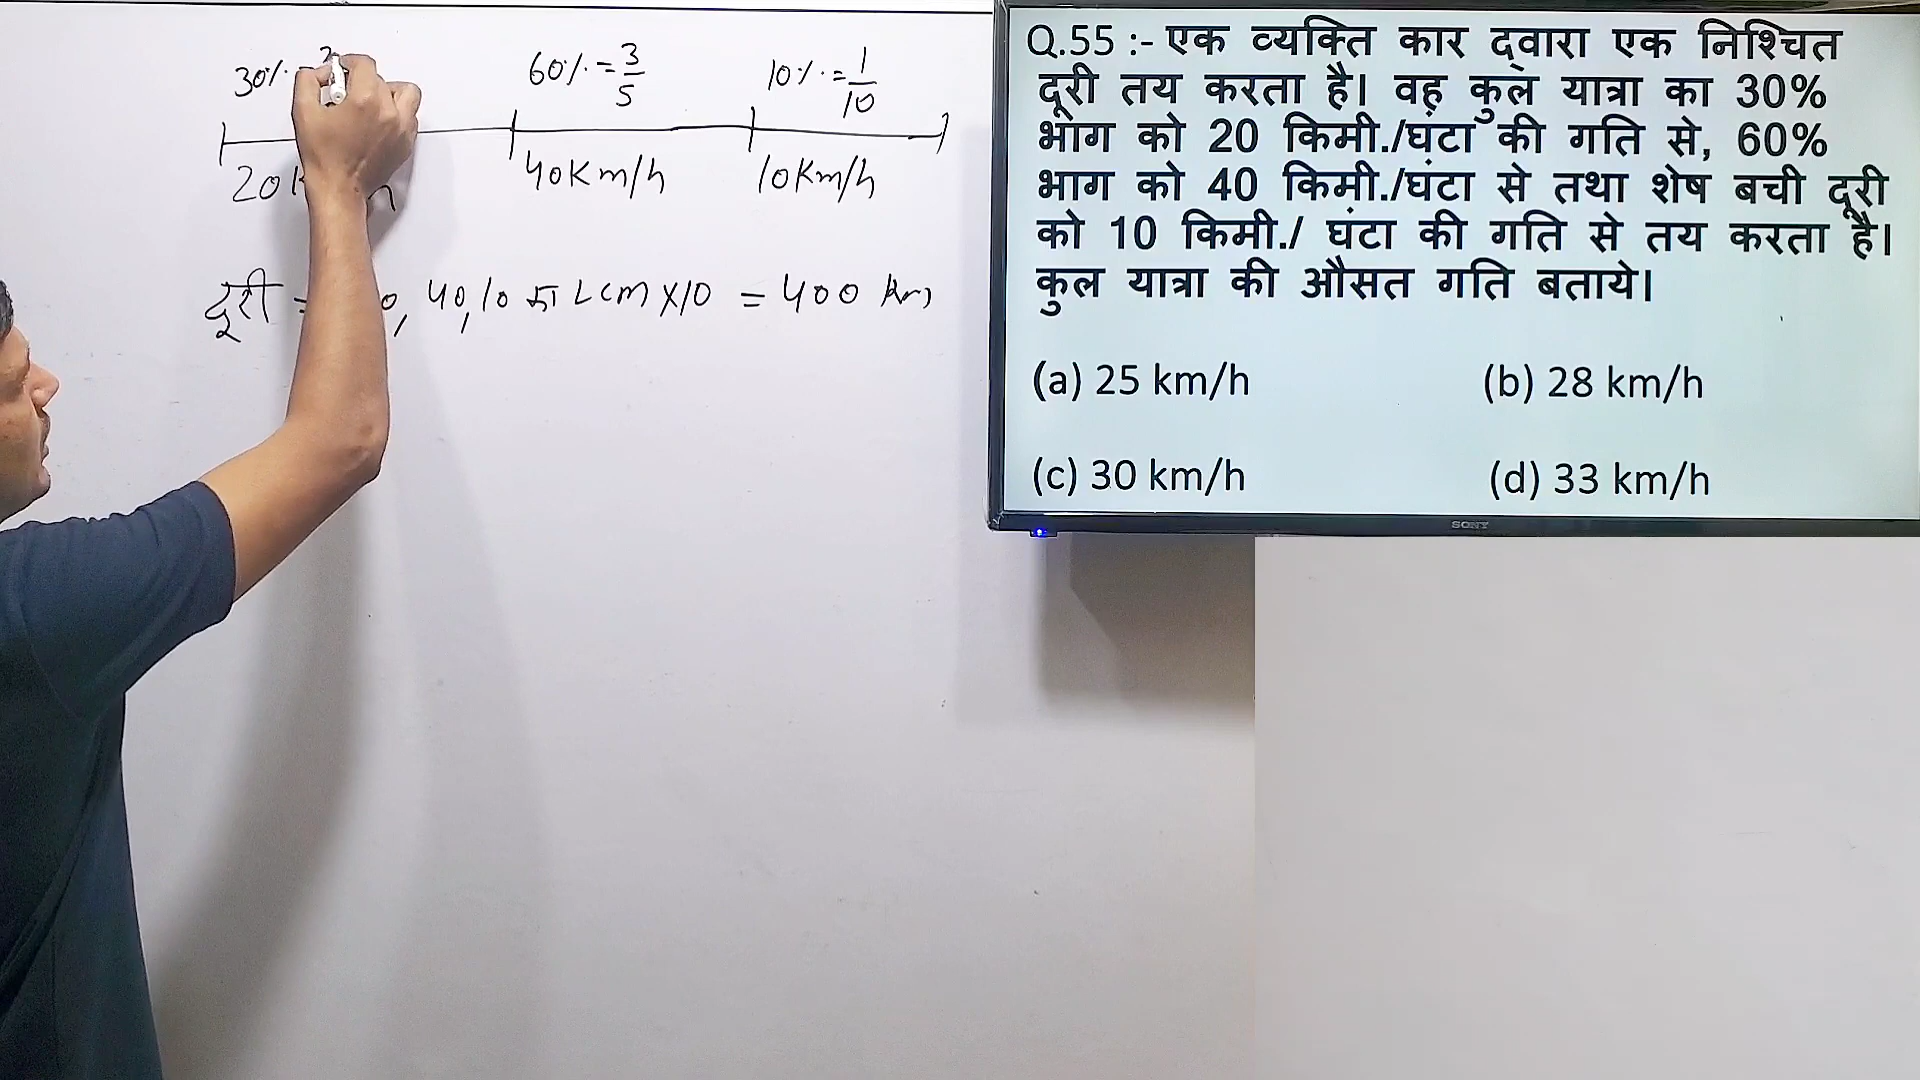 30%. =
60%. = 3/5
10%. = 1/10
40Km/h
10Km/h
दूरी = , 40, 10 का LCM X10 = 400 Km
Q.55 :- एक व्यक्ति कार द्वारा एक निश्चित
दूरी तय करता है। वह कुल यात्रा का 30%
भाग को 20 किमी./घंटा की गति से, 60%
भाग को 40 किमी./घंटा से तथा शेष बची दूरी
को 10 किमी./ घंटा की गति से तय करता है।
कुल यात्रा की औसत गति बताये।
(a) 25 km/h (b) 28 km/h
(c) 30 km/h (d) 33 km/h
SONY